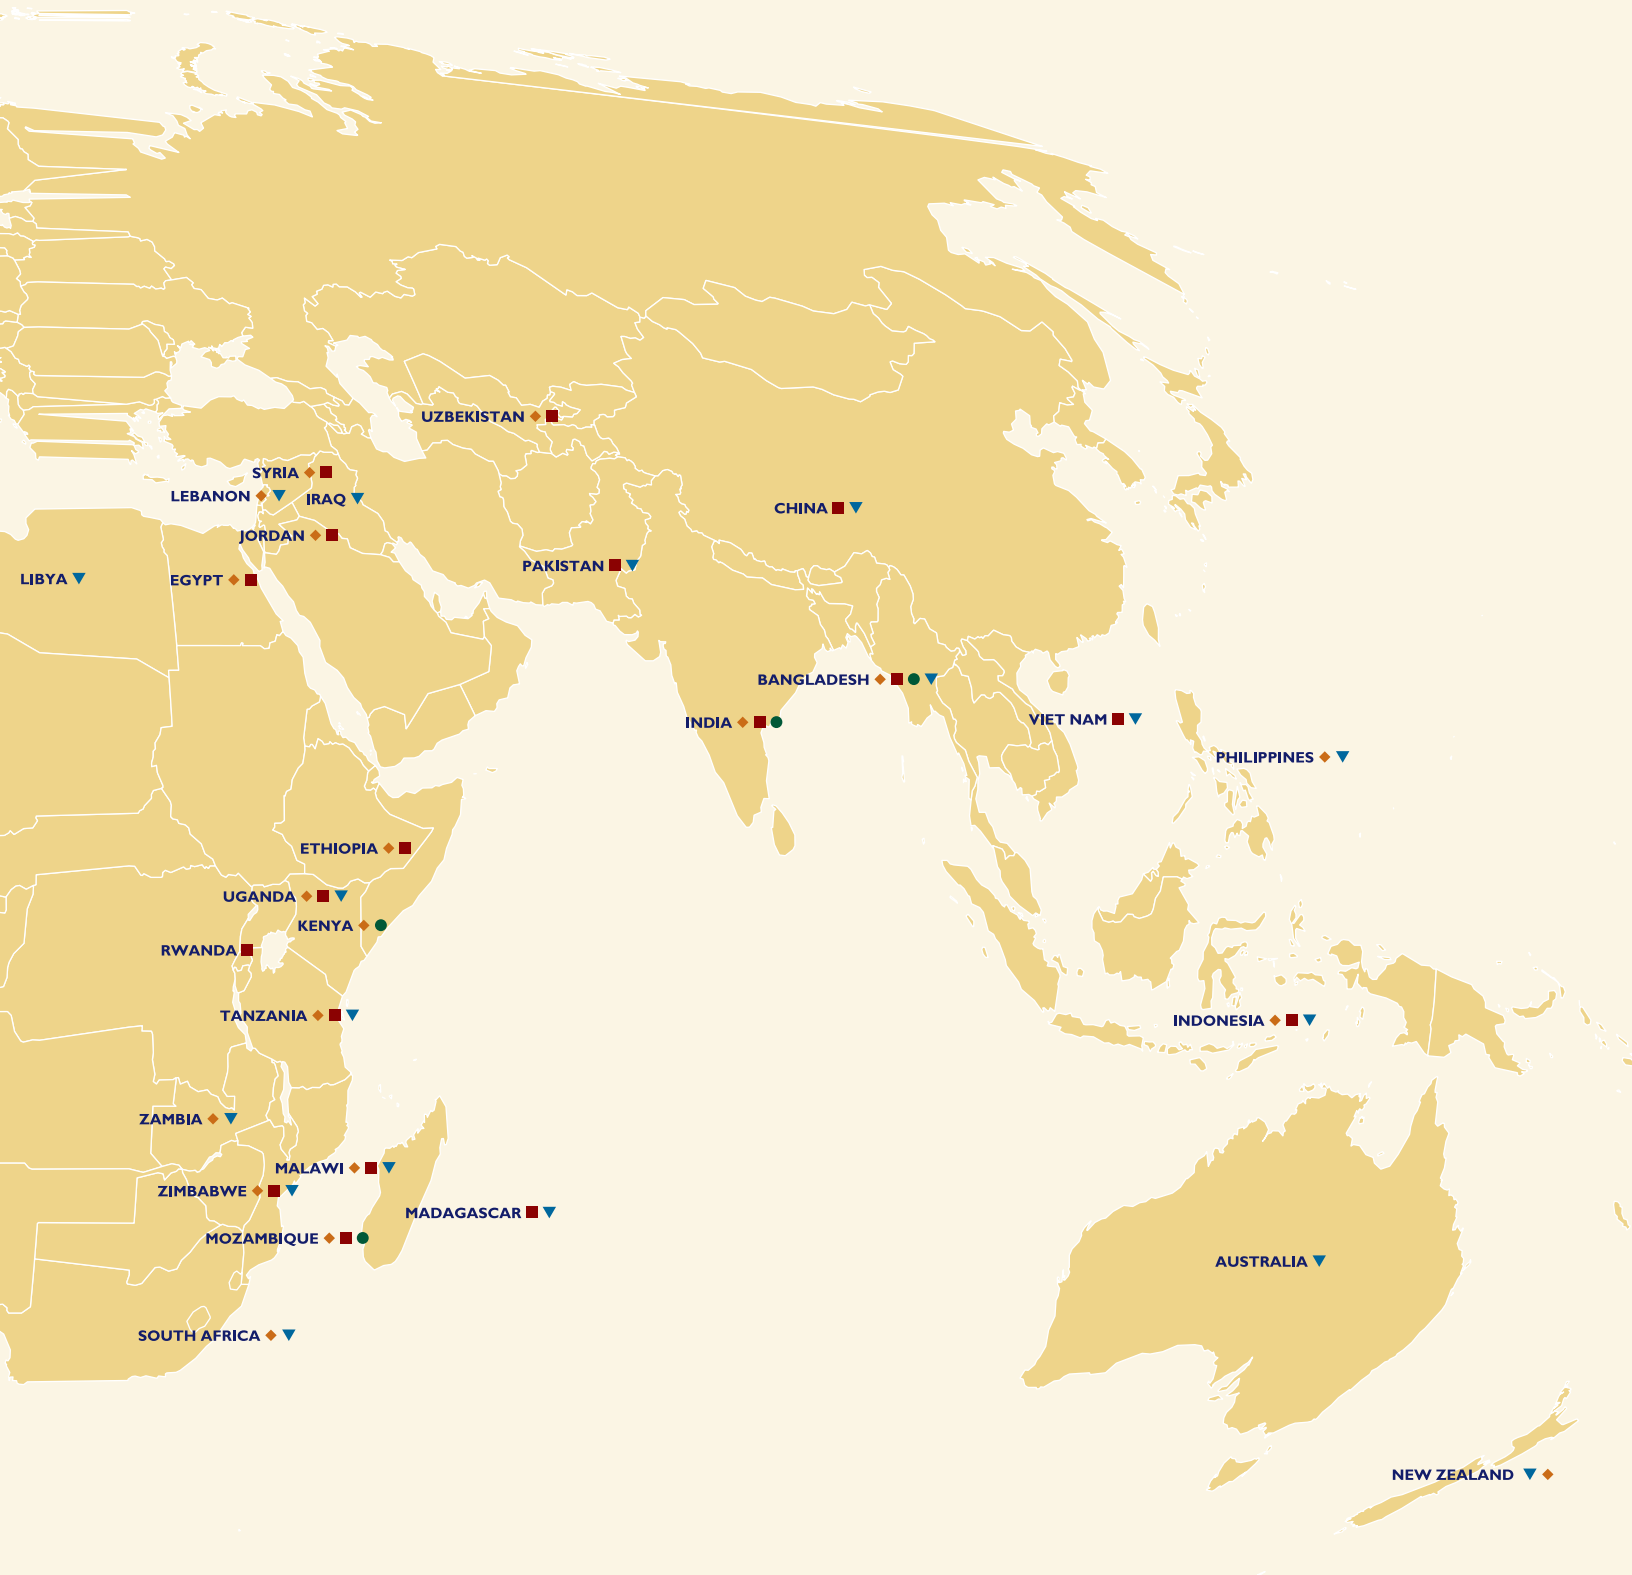 UZBEKISTAN
SYRIA
LEBANON
IRAQ
CHINA
JORDAN
PAKISTAN
LIBYA
EGYPT
BANGLADESH
INDIA
VIET NAM
PHILIPPINES
ETHIOPIA
UGANDA
KENYA
RWANDA
TANZANIA
INDONESIA
ZAMBIA
MALAWI
ZIMBABWE
MADAGASCAR
MOZAMBIQUE
AUSTRALIA
SOUTH AFRICA
NEW ZEALAND